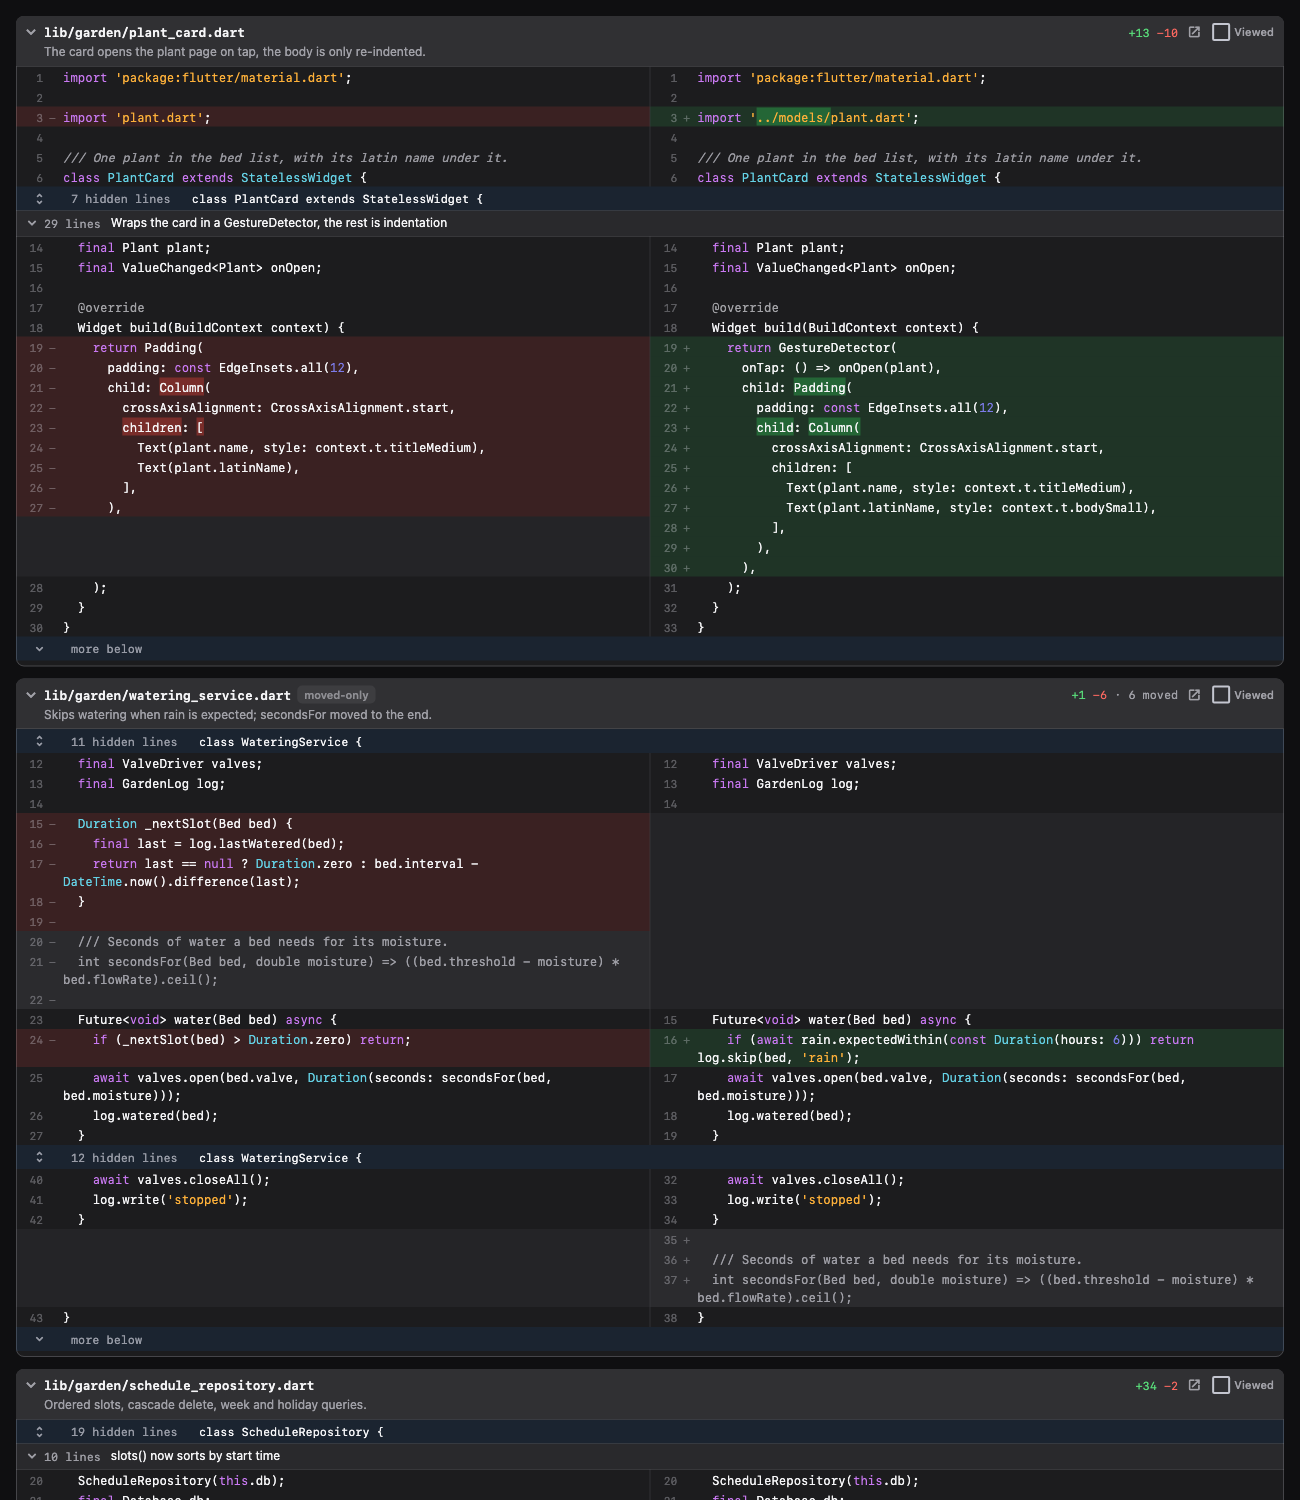 lib/garden/plant_card.dart +13 −10 Viewed
The card opens the plant page on tap, the body is only re-indented.
1 import 'package:flutter/material.dart'; 1 import 'package:flutter/material.dart';
2 2
3 − import 'plant.dart'; 3 + import '../models/plant.dart';
4 4
5 /// One plant in the bed list, with its latin name under it. 5 /// One plant in the bed list, with its latin name under it.
6 class PlantCard extends StatelessWidget { 6 class PlantCard extends StatelessWidget {
7 hidden lines class PlantCard extends StatelessWidget {
29 lines Wraps the card in a GestureDetector, the rest is indentation
14 final Plant plant; 14 final Plant plant;
15 final ValueChanged<Plant> onOpen; 15 final ValueChanged<Plant> onOpen;
16 16
17 @override 17 @override
18 Widget build(BuildContext context) { 18 Widget build(BuildContext context) {
19 − return Padding( 19 + return GestureDetector(
20 − padding: const EdgeInsets.all(12), 20 + onTap: () => onOpen(plant),
21 − child: Column( 21 + child: Padding(
22 − crossAxisAlignment: CrossAxisAlignment.start, 22 + padding: const EdgeInsets.all(12),
23 − children: [ 23 + child: Column(
24 − Text(plant.name, style: context.t.titleMedium), 24 + crossAxisAlignment: CrossAxisAlignment.start,
25 − Text(plant.latinName), 25 + children: [
26 − ], 26 + Text(plant.name, style: context.t.titleMedium),
27 − ), 27 + Text(plant.latinName, style: context.t.bodySmall),
28 + ],
29 + ),
30 + ),
28 ); 31 );
29 } 32 }
30 } 33 }
more below
lib/garden/watering_service.dart moved-only +1 −6 · 6 moved Viewed
Skips watering when rain is expected; secondsFor moved to the end.
11 hidden lines class WateringService {
12 final ValveDriver valves; 12 final ValveDriver valves;
13 final GardenLog log; 13 final GardenLog log;
14 14
15 − Duration _nextSlot(Bed bed) {
16 − final last = log.lastWatered(bed);
17 − return last == null ? Duration.zero : bed.interval −
DateTime.now().difference(last);
18 − }
19 −
20 − /// Seconds of water a bed needs for its moisture.
21 − int secondsFor(Bed bed, double moisture) => ((bed.threshold − moisture) *
bed.flowRate).ceil();
22 −
23 Future<void> water(Bed bed) async { 15 Future<void> water(Bed bed) async {
24 − if (_nextSlot(bed) > Duration.zero) return; 16 + if (await rain.expectedWithin(const Duration(hours: 6))) return
log.skip(bed, 'rain');
25 await valves.open(bed.valve, Duration(seconds: secondsFor(bed, 17 await valves.open(bed.valve, Duration(seconds: secondsFor(bed,
bed.moisture))); bed.moisture)));
26 log.watered(bed); 18 log.watered(bed);
27 } 19 }
12 hidden lines class WateringService {
40 await valves.closeAll(); 32 await valves.closeAll();
41 log.write('stopped'); 33 log.write('stopped');
42 } 34 }
35 +
36 + /// Seconds of water a bed needs for its moisture.
37 + int secondsFor(Bed bed, double moisture) => ((bed.threshold − moisture) *
bed.flowRate).ceil();
43 } 38 }
more below
lib/garden/schedule_repository.dart +34 −2 Viewed
Ordered slots, cascade delete, week and holiday queries.
19 hidden lines class ScheduleRepository {
10 lines slots() now sorts by start time
20 ScheduleRepository(this.db); 20 ScheduleRepository(this.db);
21 final Database db; 21 final Database db;